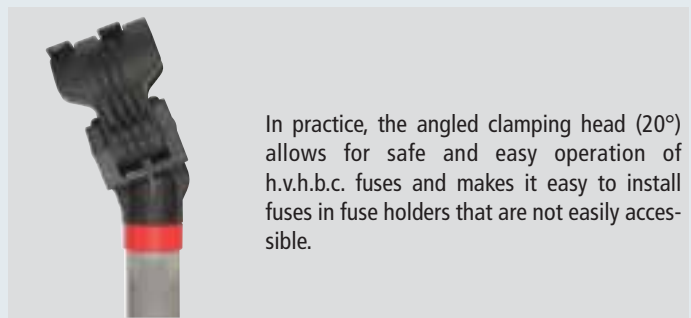 In practice, the angled clamping head (20°)
allows for safe and easy operation of
h.v.h.b.c. fuses and makes it easy to install
fuses in fuse holders that are not easily acces-
sible.